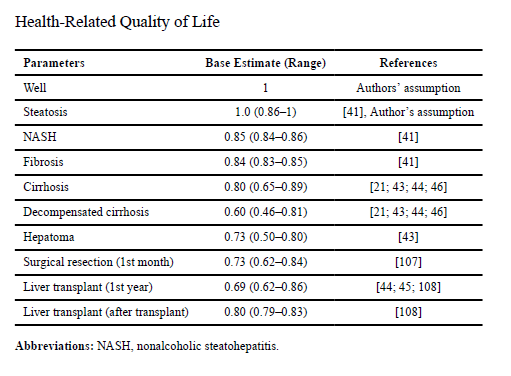 Health-Related Quality of Life
Parameters Base Estimate (Range) References
Well 1 Authors’ assumption
Steatosis 1.0 (0.86–1) [41], Author’s assumption
NASH 0.85 (0.84–0.86) [41]
Fibrosis 0.84 (0.83–0.85) [41]
Cirrhosis 0.80 (0.65–0.89) [21; 43; 44; 46]
Decompensated cirrhosis 0.60 (0.46–0.81) [21; 43; 44; 46]
Hepatoma 0.73 (0.50–0.80) [43]
Surgical resection (1st month) 0.73 (0.62–0.84) [107]
Liver transplant (1st year) 0.69 (0.62–0.86) [44; 45; 108]
Liver transplant (after transplant) 0.80 (0.79–0.83) [108]
Abbreviations: NASH, nonalcoholic steatohepatitis.